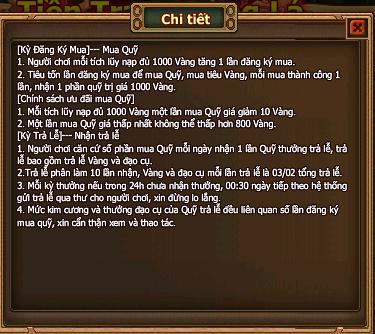 Chi tiết
[Kỳ Đăng Ký Mua]--- Mua Quỹ
1. Người chơi mỗi tích lũy nạp đủ 1000 Vàng tăng 1 lần đăng ký mua.
2. Tiêu tốn lần đăng ký mua để mua Quỹ, mua tiêu Vàng, mỗi mua thành công 1
lần, nhận 1 phần quỹ trị giá 1000 Vàng.
[Chính sách ưu đãi mua Quỹ]
1. Mỗi tích lũy nạp đủ 1000 Vàng một lần mua Quỹ giá giảm 10 Vàng.
2. Một lần mua Quỹ giá thấp nhất không thể thấp hơn 800 Vàng.
[Kỳ Trả Lễ]--- Nhận trả lễ
1. Người chơi căn cứ số phần mua Quỹ mỗi ngày nhận 1 lần Quỹ thưởng trả lễ, trả
lễ bao gồm trả lễ Vàng và đạo cụ.
2.Trả lễ phân làm 10 lần nhận, Vàng và đạo cụ mỗi lần trả lễ là 03/02 tổng trả lễ.
3. Mỗi kỳ thưởng nếu trong 24h chưa nhận thưởng, 00:30 ngày tiếp theo hệ thống
gửi trả lễ qua thư cho người chơi, xin đừng lo lắng.
4. Mức kim cương và thưởng đạo cụ của Quỹ trả lễ đều liên quan số lần đăng ký
mua quỹ, xin cẩn thận xem và thao tác.